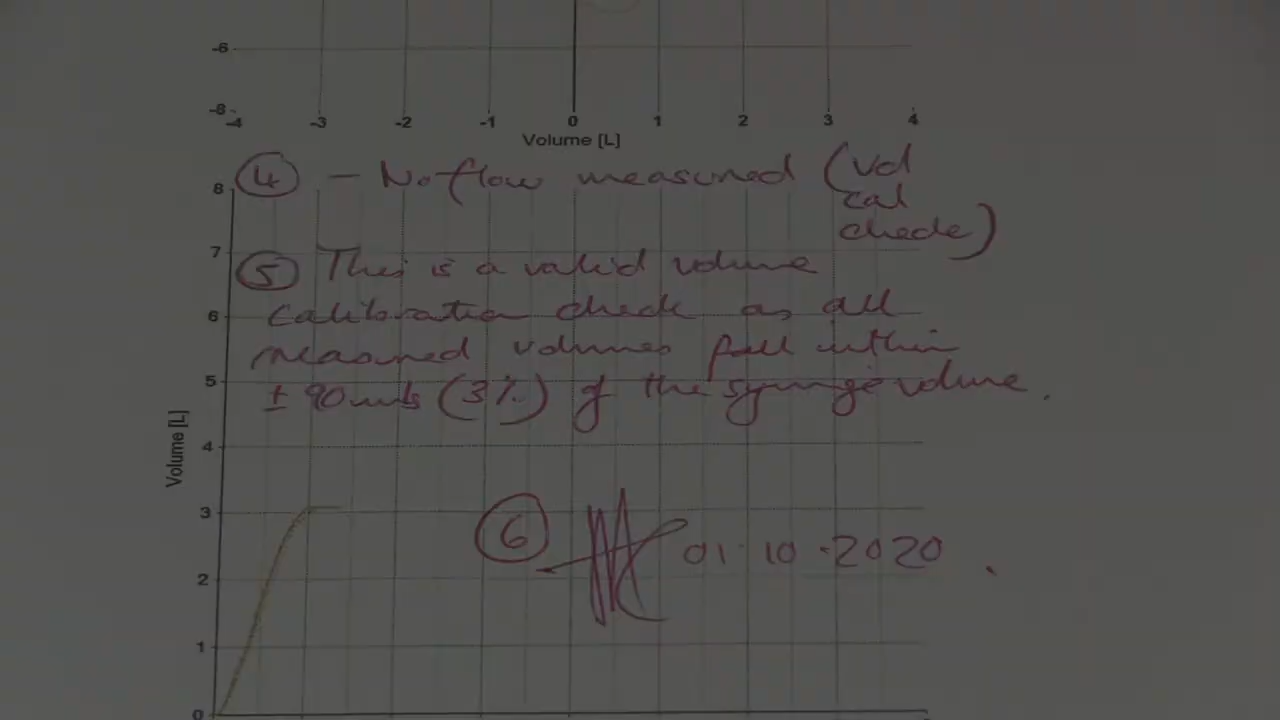 -6
-8
-4 -3 -2 -1 0 1 2 3 4
Volume [L]
4 - No flow measured (vol
cal
check)
5 This is a valid volume
calibration check as all
measured volumes fall within
± 90mls (3%) of the syringe volume.
6 01.10.2020.
8
7
6
5
4
3
2
1
0
Volume [L]